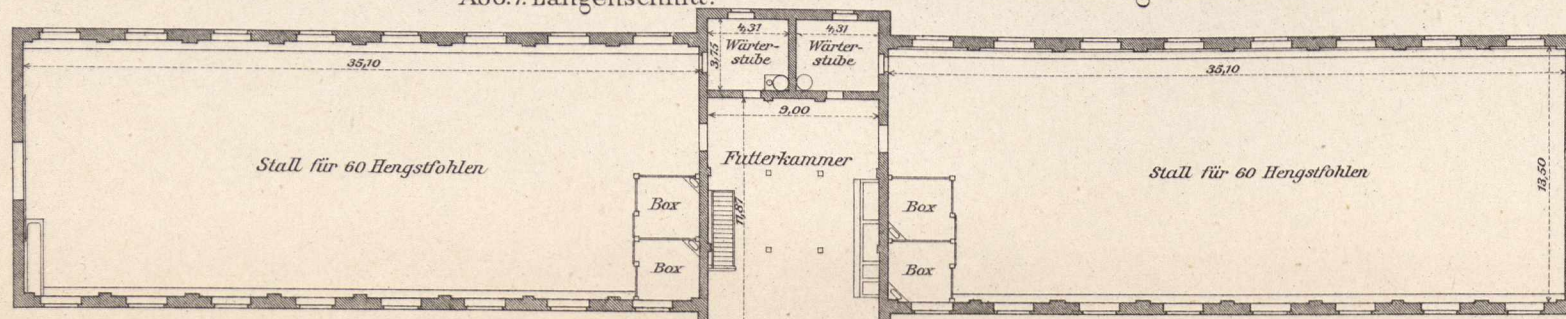 Abb.7. Längenschnitt.
4,31
4,31
Wärter-
stube
Wärter-
stube
3,75
35,10
35,10
9,00
Stall für 60 Hengstfohlen
Futterkammer
Stall für 60 Hengstfohlen
13,50
11,87
Box
Box
Box
Box